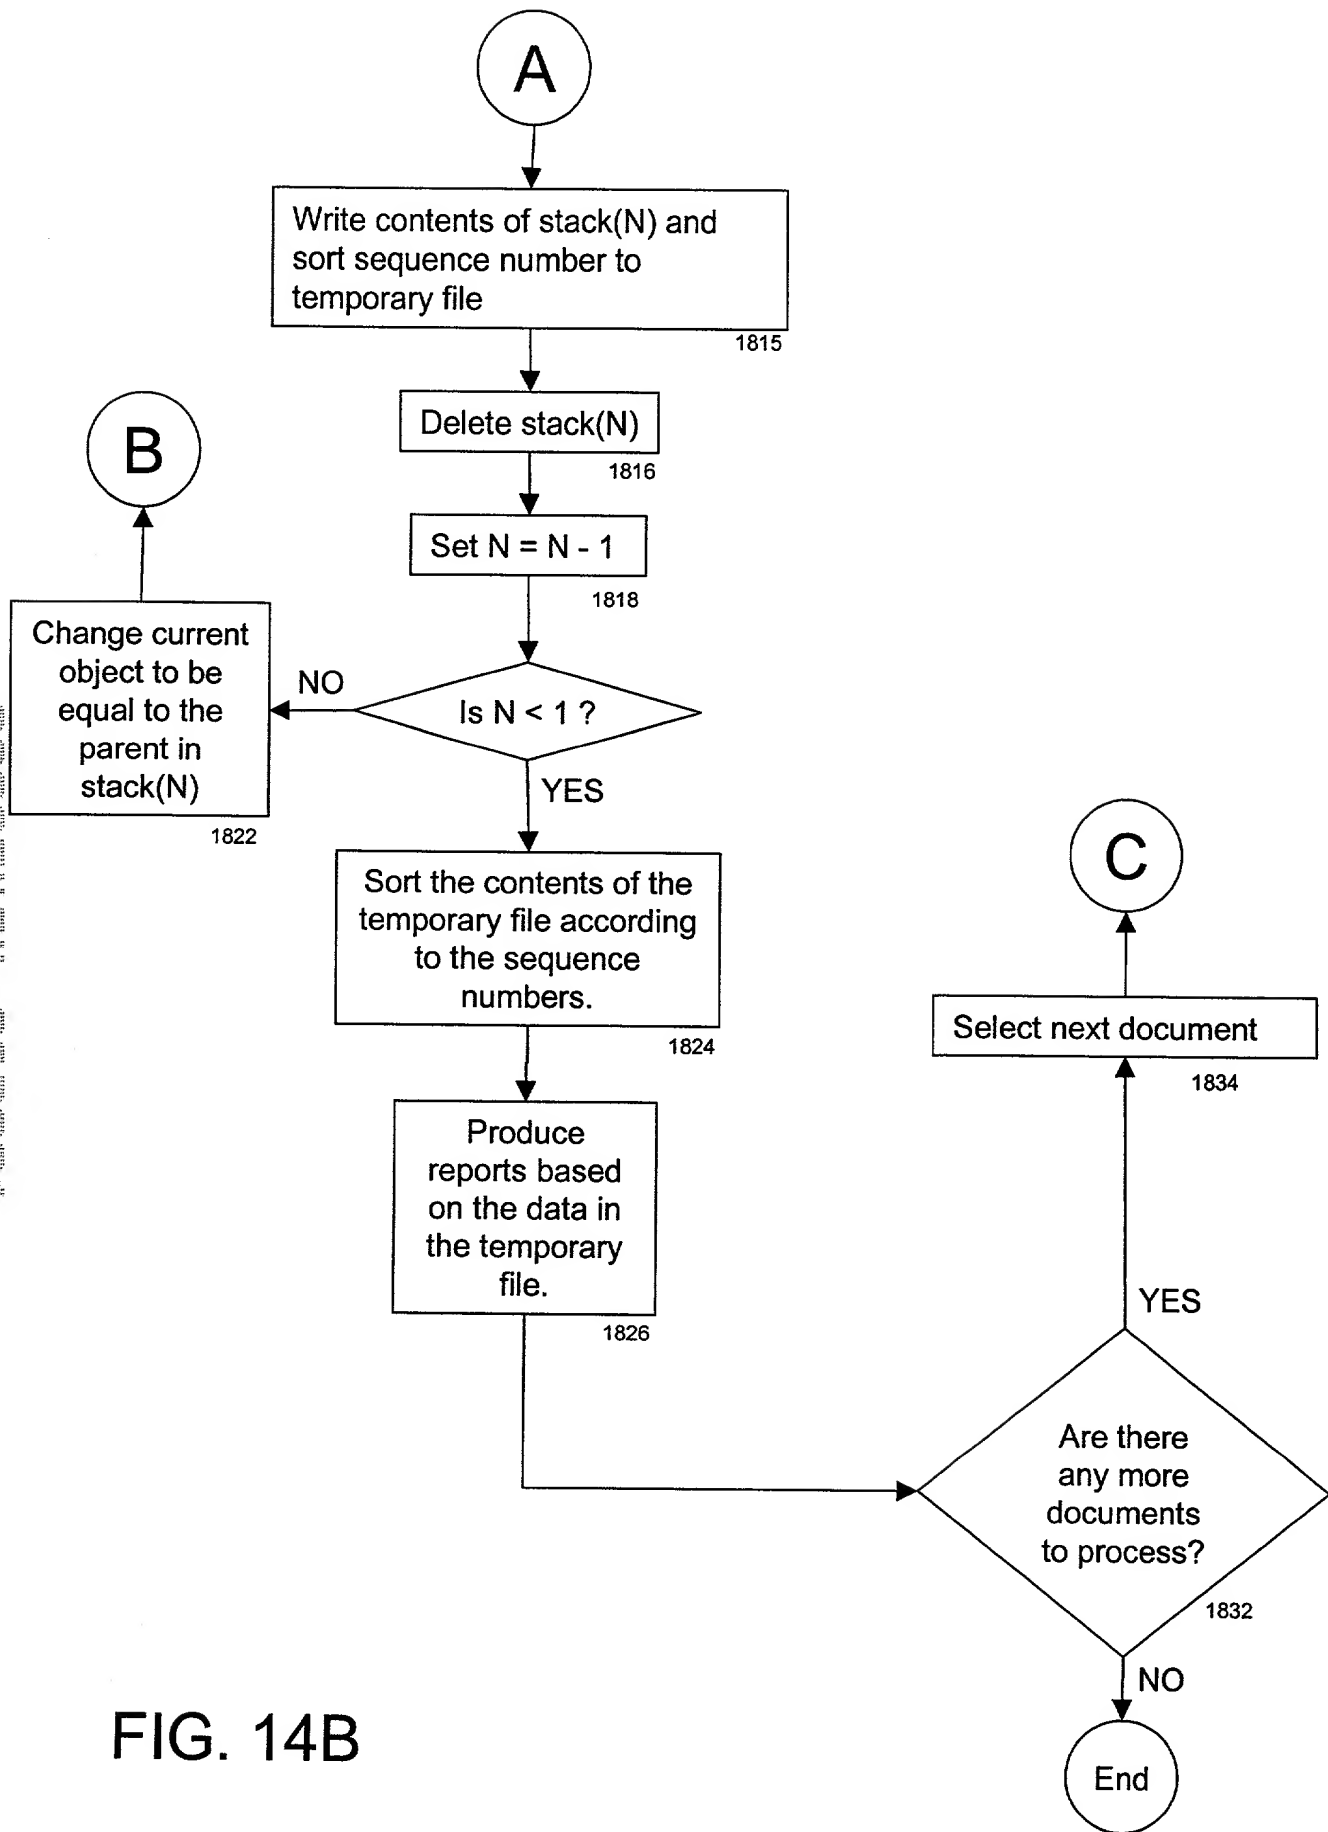 A
Write contents of stack(N) and
sort sequence number to
temporary file
1815
Delete stack(N)
1816
B
Set N = N - 1
1818
Change current
object to be
equal to the
parent in
stack(N)
1822
NO
Is N < 1 ?
YES
Sort the contents of the
temporary file according
to the sequence
numbers.
1824
C
Select next document
1834
Produce
reports based
on the data in
the temporary
file.
1826
YES
Are there
any more
documents
to process?
1832
NO
End
FIG. 14B